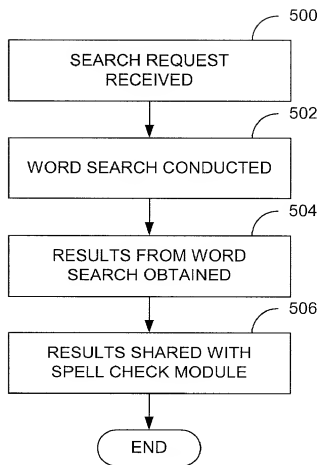 500
SEARCH REQUEST
RECEIVED
502
WORD SEARCH CONDUCTED
504
RESULTS FROM WORD
SEARCH OBTAINED
506
RESULTS SHARED WITH
SPELL CHECK MODULE
END